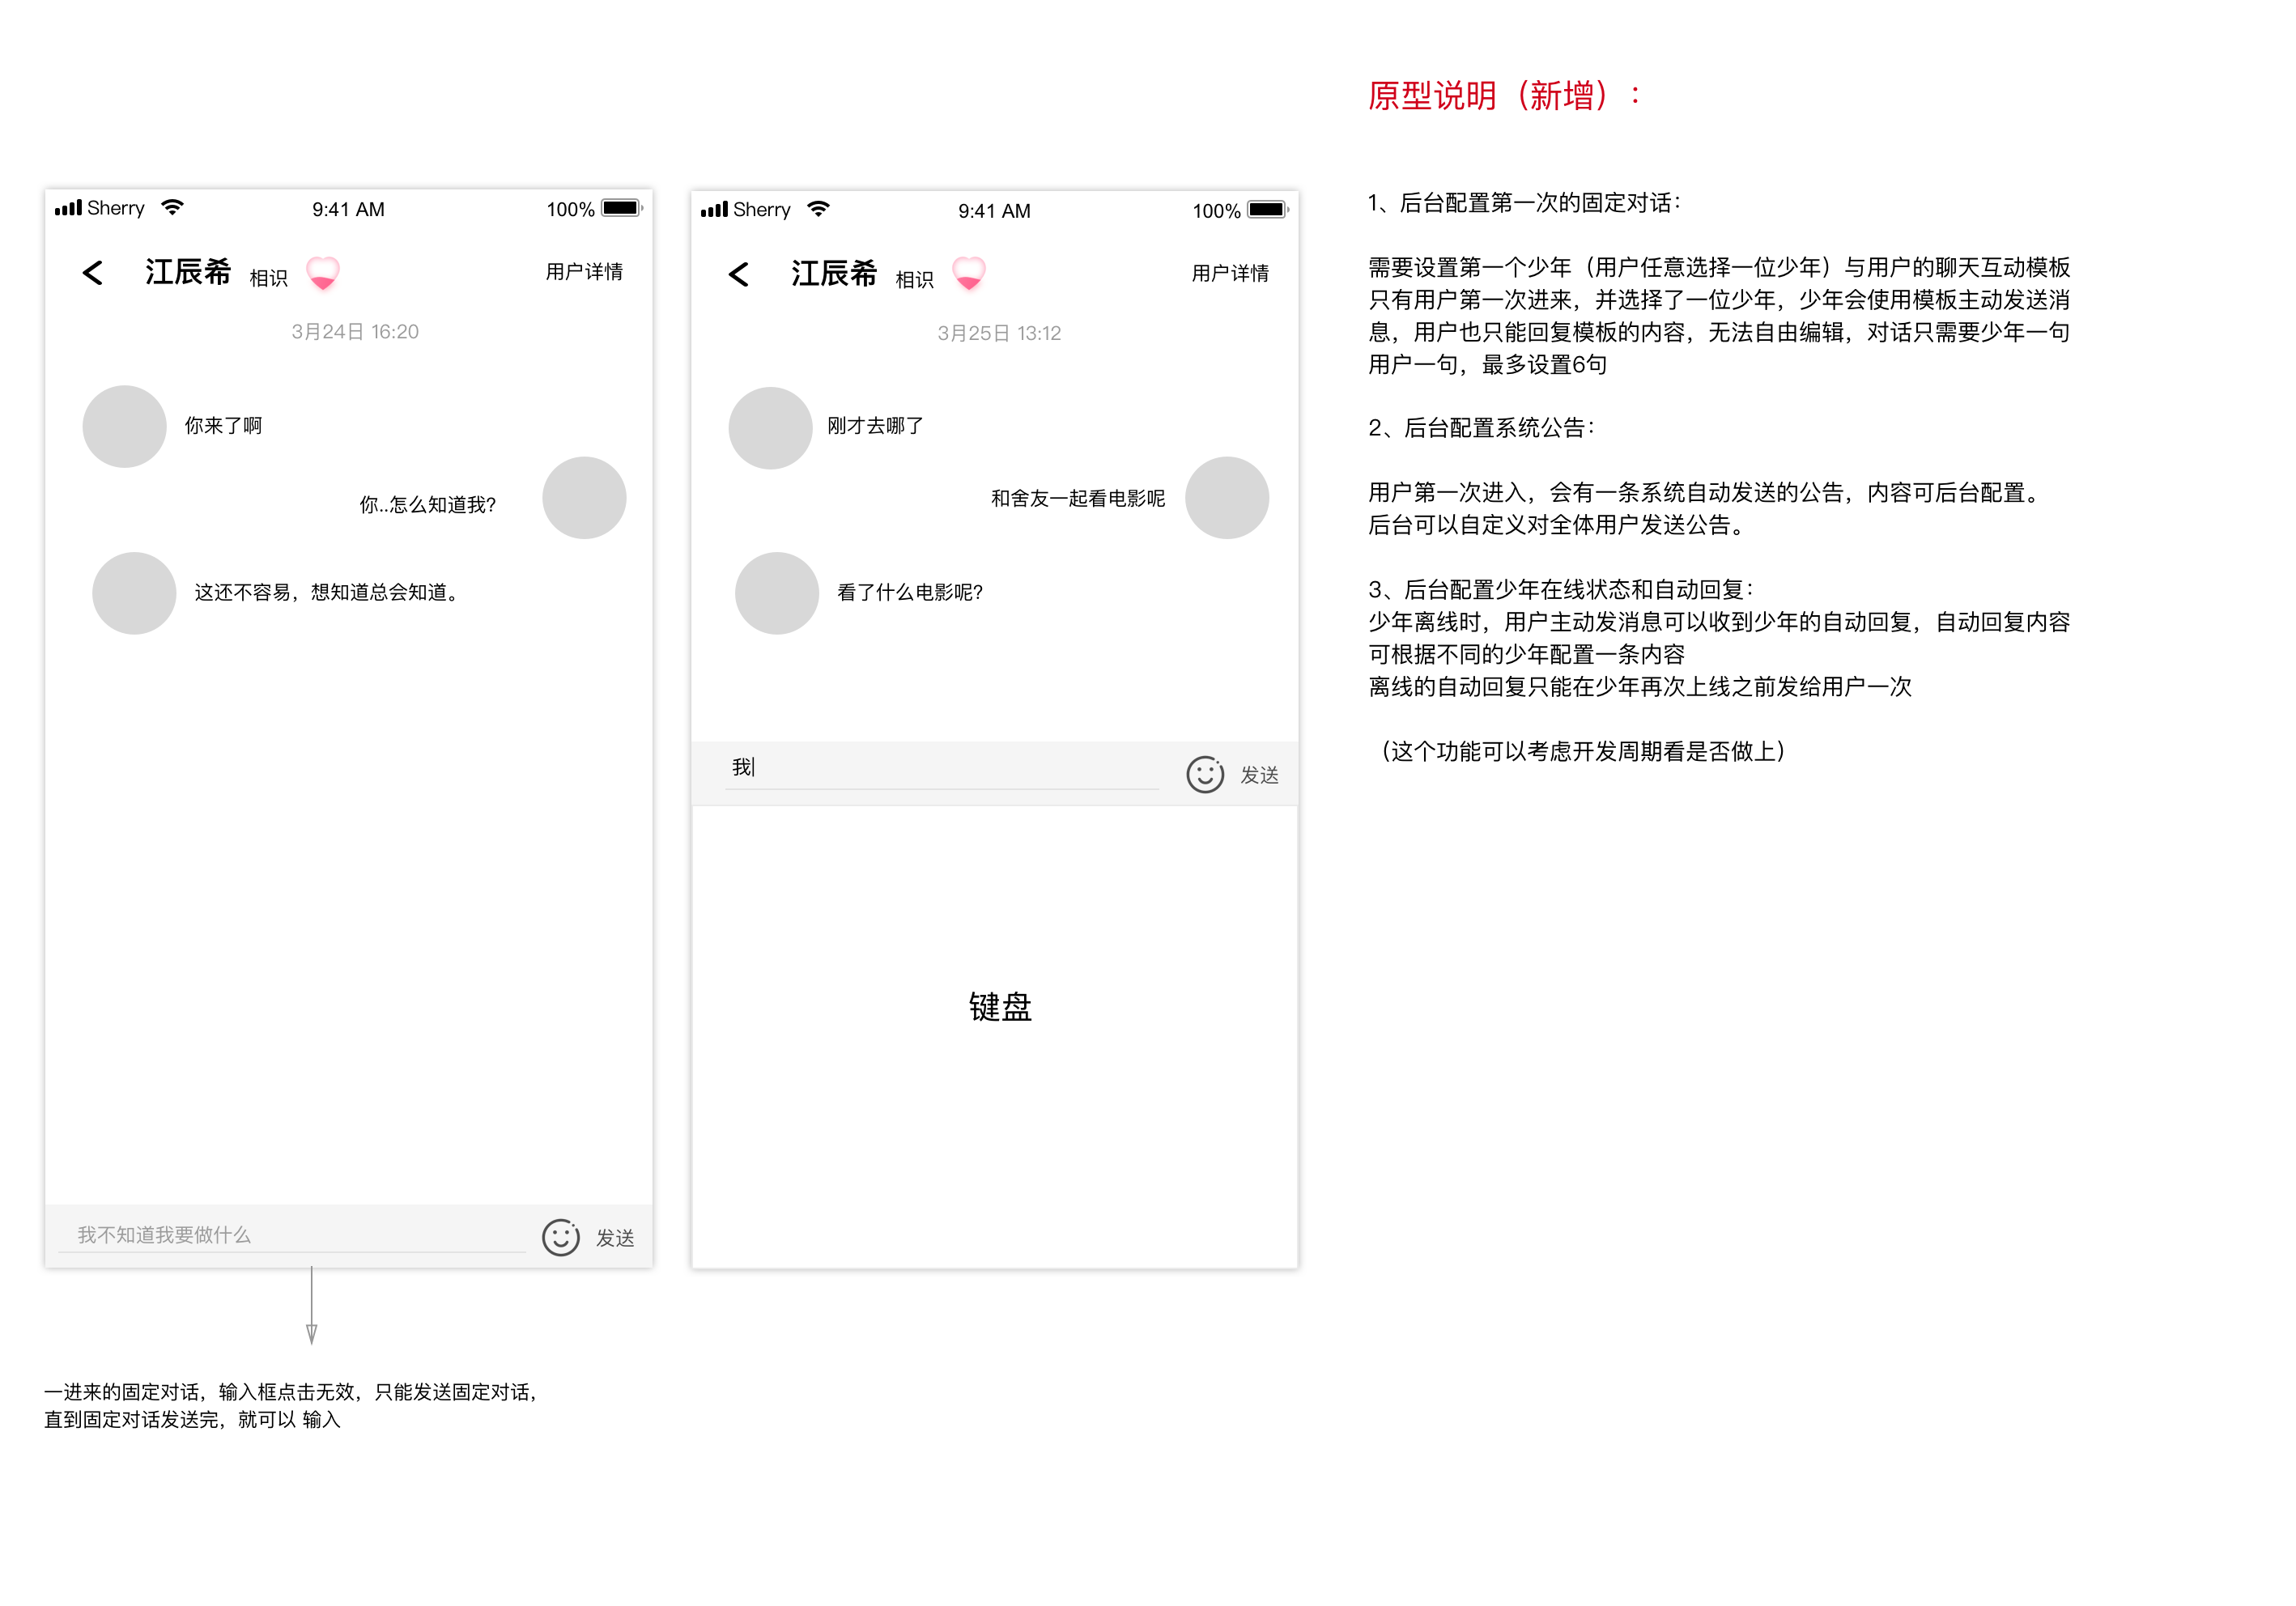 原型说明（新增）：
Sherry 9:41 AM 100%
江辰希 相识 用户详情
3月24日 16:20
你来了啊
你..怎么知道我?
这还不容易，想知道总会知道。
我不知道我要做什么 发送
一进来的固定对话，输入框点击无效，只能发送固定对话，
直到固定对话发送完，就可以 输入
Sherry 9:41 AM 100%
江辰希 相识 用户详情
3月25日 13:12
刚才去哪了
和舍友一起看电影呢
看了什么电影呢?
我 发送
键盘
1、后台配置第一次的固定对话：
需要设置第一个少年（用户任意选择一位少年）与用户的聊天互动模板
只有用户第一次进来，并选择了一位少年，少年会使用模板主动发送消
息，用户也只能回复模板的内容，无法自由编辑，对话只需要少年一句
用户一句，最多设置6句
2、后台配置系统公告：
用户第一次进入，会有一条系统自动发送的公告，内容可后台配置。
后台可以自定义对全体用户发送公告。
3、后台配置少年在线状态和自动回复：
少年离线时，用户主动发消息可以收到少年的自动回复，自动回复内容
可根据不同的少年配置一条内容
离线的自动回复只能在少年再次上线之前发给用户一次
（这个功能可以考虑开发周期看是否做上）